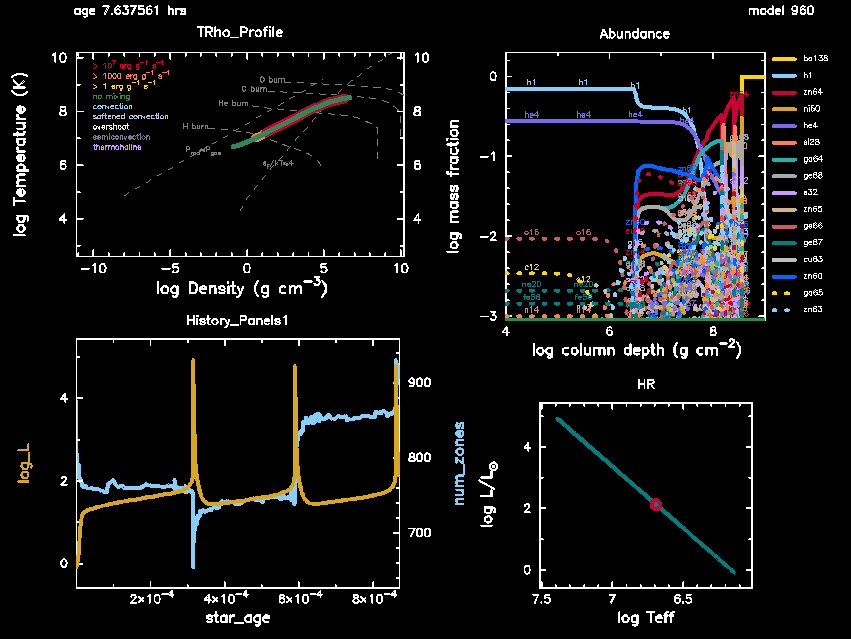 age 7.637561 hrs
model 960
TRho_Profile
> 10⁷ erg g⁻¹ s⁻¹
> 1000 erg g⁻¹ s⁻¹
> 1 erg g⁻¹ s⁻¹
no mixing
convection
softened convection
overshoot
semiconvection
thermohaline
O burn
C burn
He burn
H burn
log Temperature (K)
10
8
6
4
10
8
6
4
−10
−5
0
5
10
log Density (g cm⁻³)
Abundance
log mass fraction
0
−1
−2
−3
h1
h1
h1
h1
he4
he4
he4
he4
o16
o16
c12
c12
ne20
ne20
fe56
n14
n14
4
6
8
log column depth (g cm⁻²)
ba138
h1
zn64
ni60
he4
si28
ga64
ge68
s32
zn65
ge66
ge67
cu63
zn60
ga65
zn63
History_Panels1
log_L
4
2
0
900
800
700
num_zones
2×10⁻⁴
4×10⁻⁴
6×10⁻⁴
8×10⁻⁴
star_age
HR
log L/L☉
4
2
0
7.5
7
6.5
log Teff